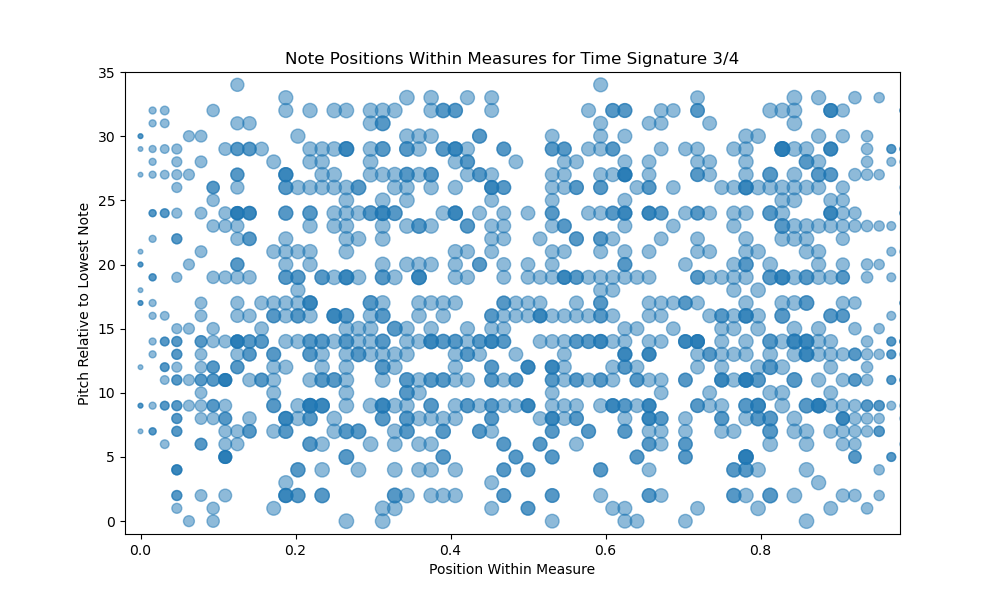 Note Positions Within Measures for Time Signature 3/4
35
30
25
20
15
10
5
0
Pitch Relative to Lowest Note
0.0 0.2 0.4 0.6 0.8
Position Within Measure